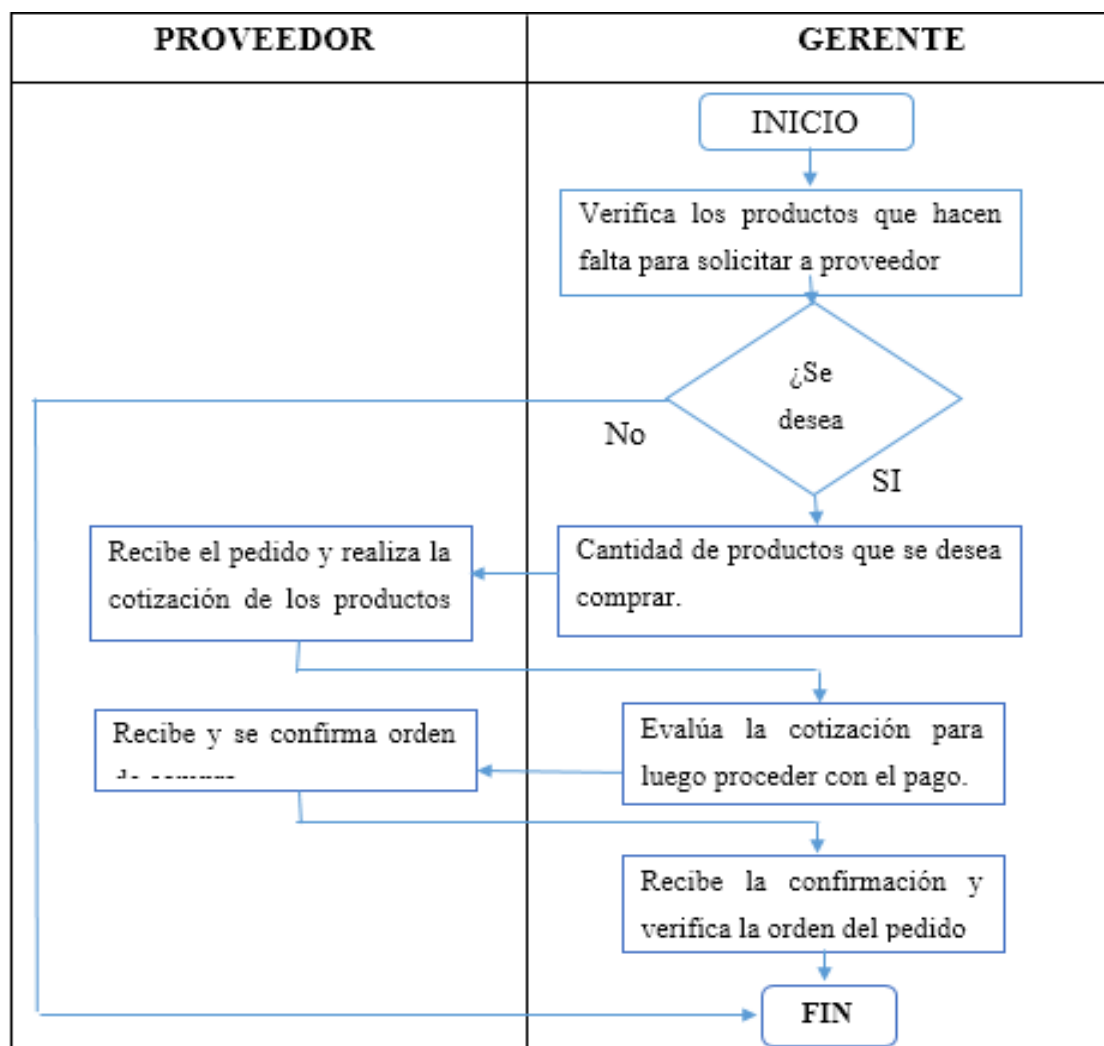 PROVEEDOR
GERENTE
INICIO
Verifica los productos que hacen
falta para solicitar a proveedor
¿Se
desea
No
SI
Cantidad de productos que se desea
comprar.
Recibe el pedido y realiza la
cotización de los productos
Evalúa la cotización para
luego proceder con el pago.
Recibe y se confirma orden
Recibe la confirmación y
verifica la orden del pedido
FIN